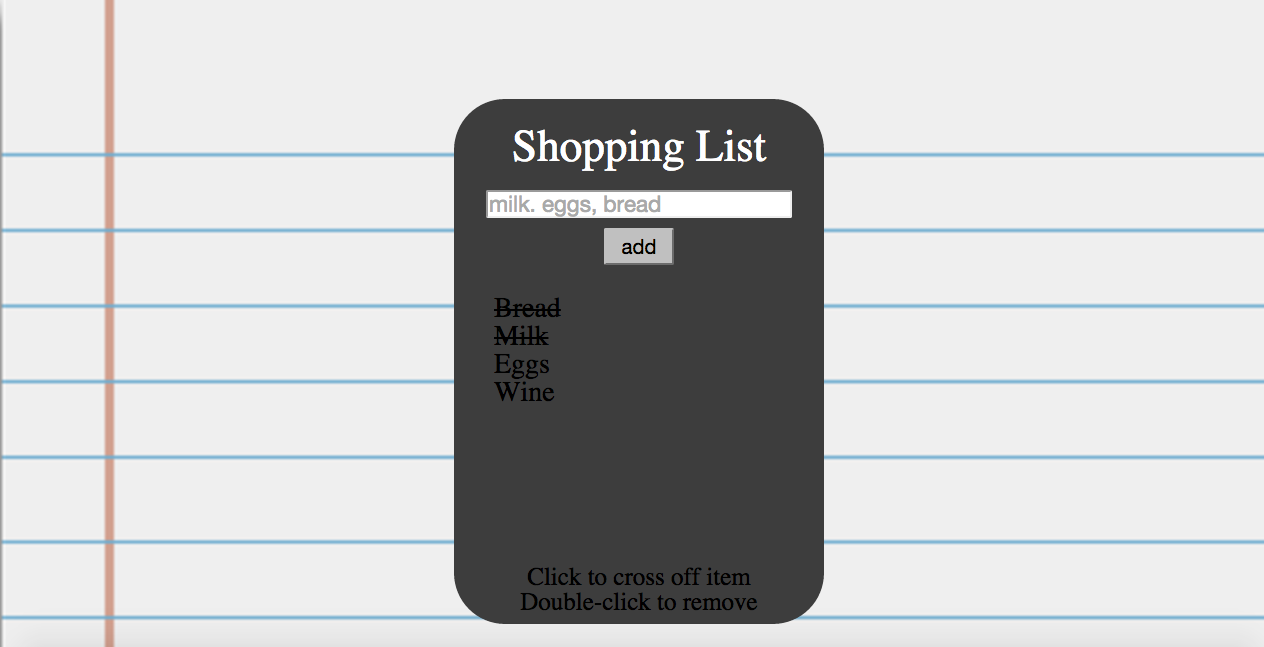 Shopping List
milk. eggs, bread
add
Bread
Milk
Eggs
Wine
Click to cross off item
Double-click to remove